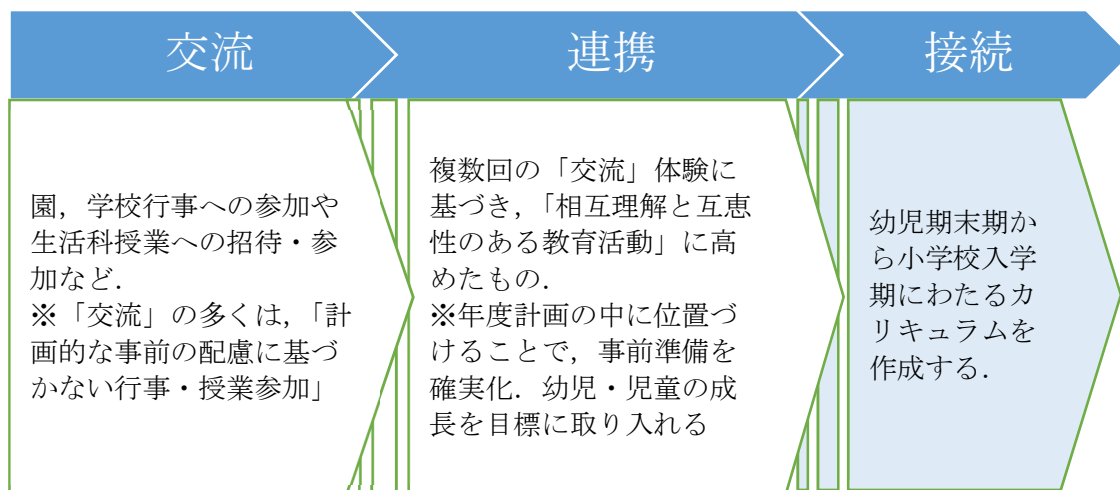 交流
連携
接続
園，学校行事への参加や
生活科授業への招待・参
加など．
※「交流」の多くは，「計
画的な事前の配慮に基づ
かない行事・授業参加」
複数回の「交流」体験に
基づき，「相互理解と互恵
性のある教育活動」に高
めたもの．
※年度計画の中に位置づ
けることで，事前準備を
確実化．幼児・児童の成
長を目標に取り入れる
幼児期末期か
ら小学校入学
期にわたるカ
リキュラムを
作成する．